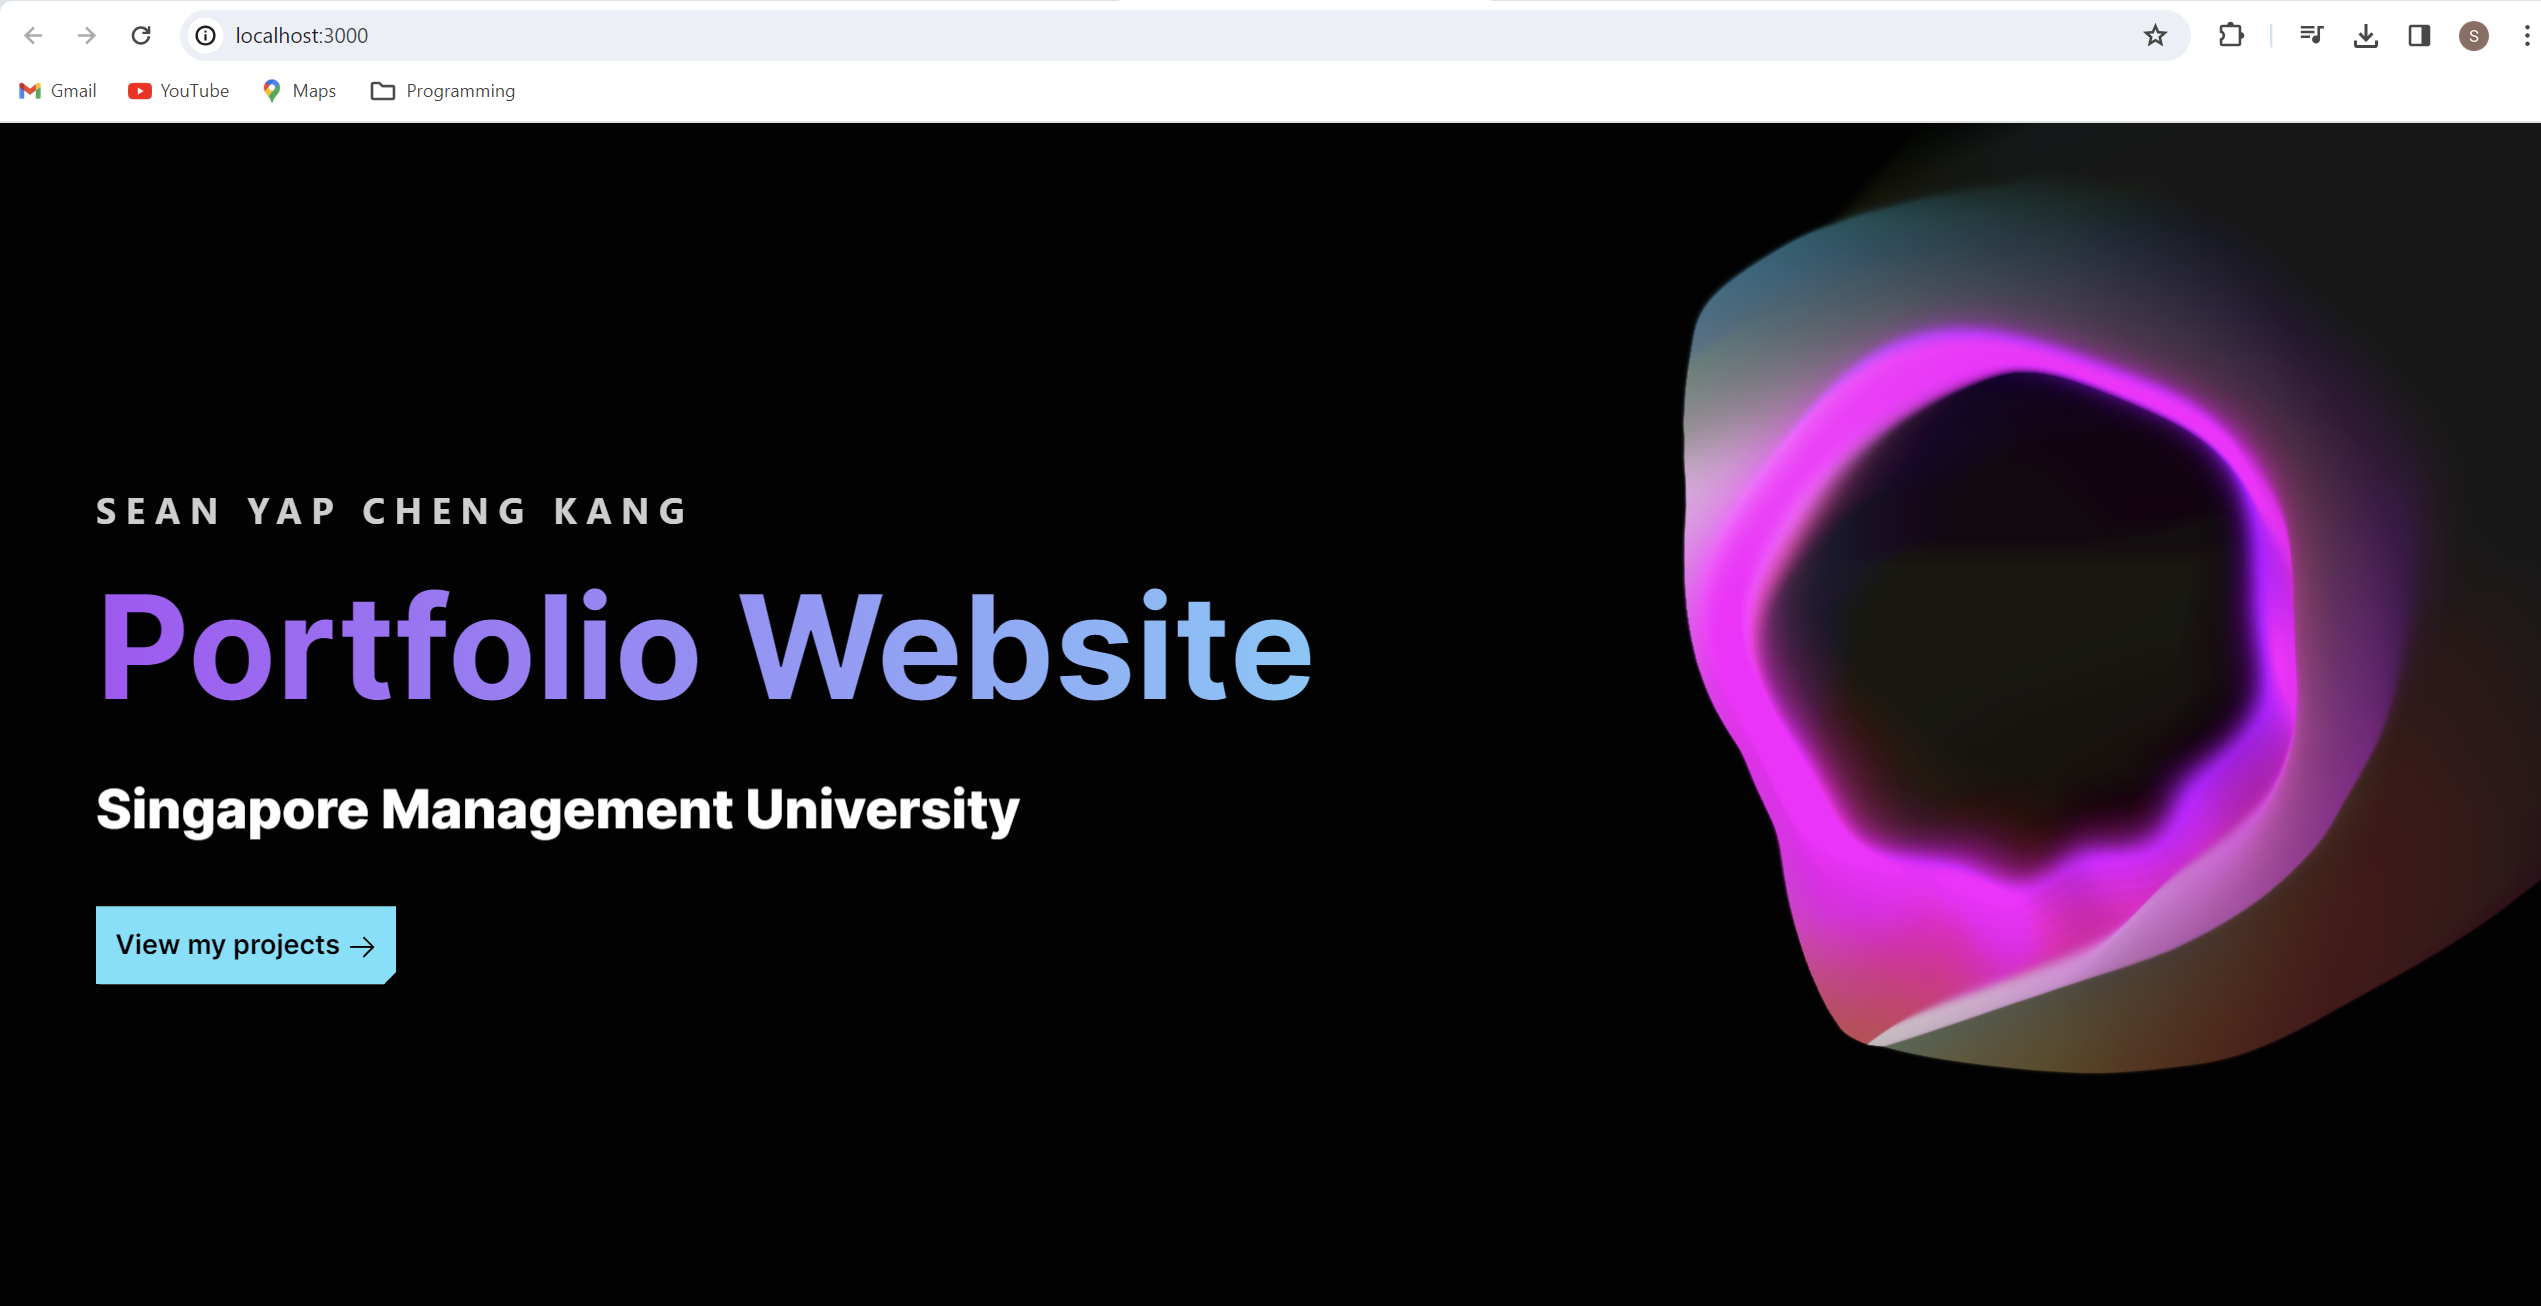 localhost:3000
S
Gmail YouTube Maps Programming
SEAN YAP CHENG KANG
Portfolio Website
Singapore Management University
View my projects →